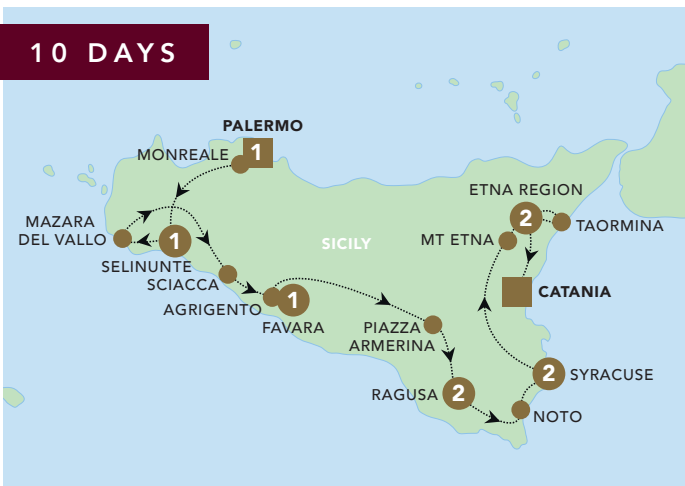 10 DAYS
PALERMO
1
MONREALE
ETNA REGION
2
TAORMINA
MAZARA
DEL VALLO
1
SICILY
MT ETNA
SELINUNTE
SCIACCA
CATANIA
AGRIGENTO
1
FAVARA
PIAZZA
ARMERINA
2
SYRACUSE
RAGUSA
2
NOTO